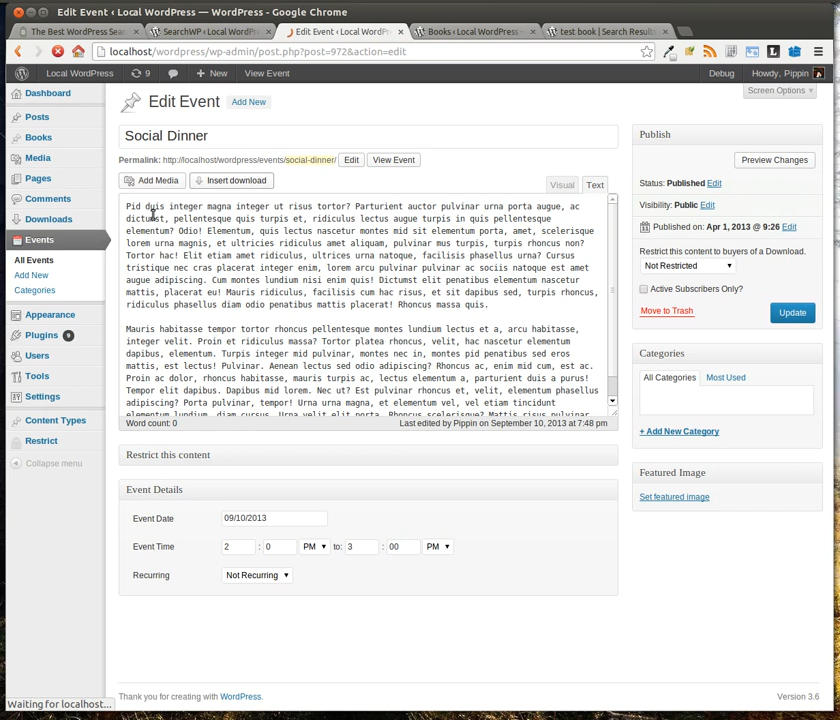 Edit Event ‹ Local WordPress — WordPress - Google Chrome
The Best WordPress Sear
SearchWP ‹ Local WordPr
Edit Event ‹ Local WordPr
Books ‹ Local WordPress
test book | Search Results
localhost/wordpress/wp-admin/post.php?post=972&action=edit
Local WordPress 9 New View Event Debug Howdy, Pippin
Screen Options
Dashboard
Posts
Books
Media
Pages
Comments
Downloads
Events
All Events
Add New
Categories
Appearance
Plugins 9
Users
Tools
Settings
Content Types
Restrict
Collapse menu
Edit Event Add New
Social Dinner
Permalink: http://localhost/wordpress/events/social-dinner/ Edit View Event
Add Media Insert download Visual Text
Pid duis integer magna integer ut risus tortor? Parturient auctor pulvinar urna porta augue, ac
dictumst, pellentesque quis turpis et, ridiculus lectus augue turpis in quis pellentesque
elementum? Odio! Elementum, quis lectus nascetur montes mid sit elementum porta, amet, scelerisque
lorem urna magnis, et ultricies ridiculus amet aliquam, pulvinar mus turpis, turpis rhoncus non?
Tortor hac! Elit etiam amet ridiculus, ultrices urna natoque, facilisis phasellus urna? Cursus
tristique nec cras placerat integer enim, lorem arcu pulvinar pulvinar ac sociis natoque est amet
augue adipiscing. Cum montes lundium nisi enim quis! Dictumst elit penatibus elementum nascetur
mattis, placerat eu! Mauris ridiculus, facilisis cum hac risus, et sit dapibus sed, turpis rhoncus,
ridiculus phasellus diam odio penatibus mattis placerat! Rhoncus massa quis.
Mauris habitasse tempor tortor rhoncus pellentesque montes lundium lectus et a, arcu habitasse,
integer velit. Proin et ridiculus massa? Tortor platea rhoncus, velit, hac nascetur elementum
dapibus, elementum. Turpis integer mid pulvinar, montes nec in, montes pid penatibus sed eros
mattis, est lectus! Pulvinar. Aenean lectus sed odio adipiscing? Rhoncus ac, enim mid cum, est ac.
Proin ac dolor, rhoncus habitasse, mauris turpis ac, lectus elementum a, parturient duis a purus!
Tempor elit dapibus. Dapibus mid lorem. Nec ut? Est pulvinar rhoncus et, velit, elementum phasellus
adipiscing? Porta pulvinar, tempor! Urna urna magna, et elementum vel, vel etiam tincidunt
elementum lundium, diam cursus. Urna velit elit porta. Rhoncus scelerisque? Mattis risus pulvinar
Word count: 0 Last edited by Pippin on September 10, 2013 at 7:48 pm
Restrict this content
Event Details
Event Date 09/10/2013
Event Time 2 : 0 PM to: 3 : 00 PM
Recurring Not Recurring
Publish
Preview Changes
Status: Published Edit
Visibility: Public Edit
Published on: Apr 1, 2013 @ 9:26 Edit
Restrict this content to buyers of a Download.
Not Restricted
Active Subscribers Only?
Move to Trash Update
Categories
All Categories Most Used
+ Add New Category
Featured Image
Set featured image
Thank you for creating with WordPress. Version 3.6
Waiting for localhost...